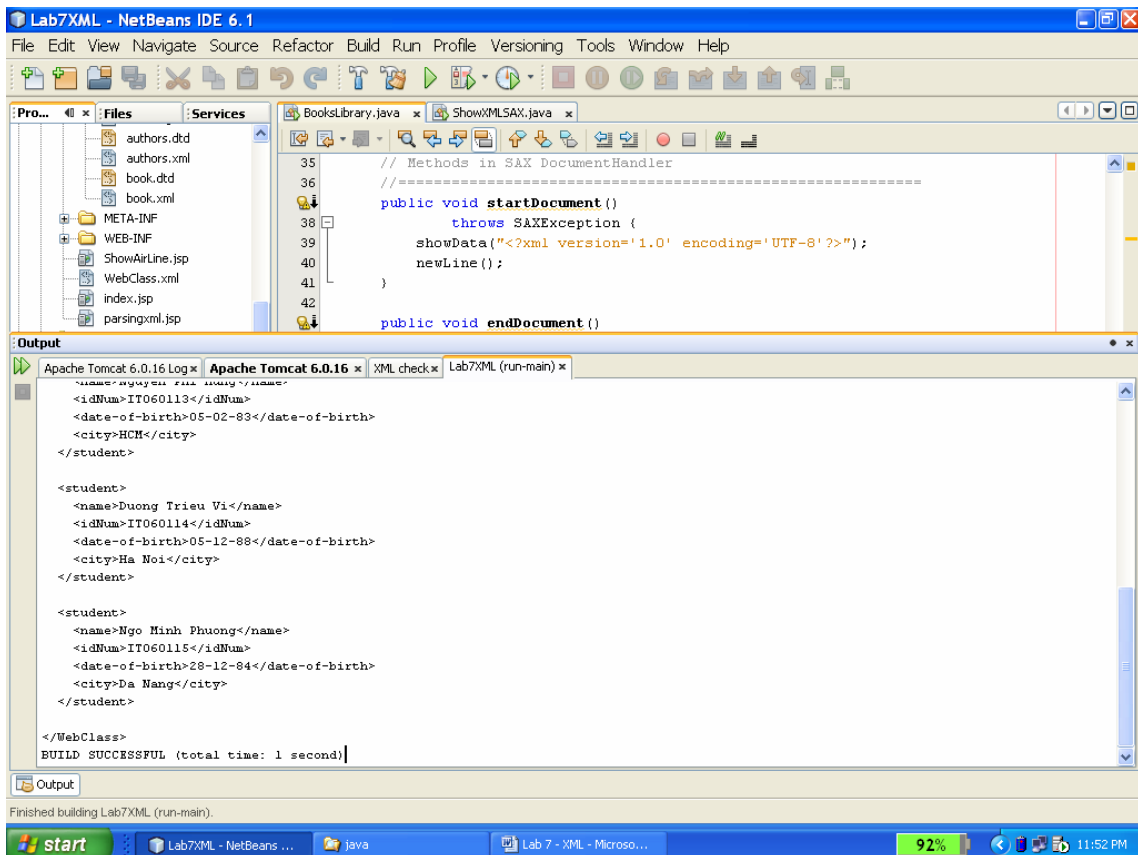 Lab7XML - NetBeans IDE 6.1
File Edit View Navigate Source Refactor Build Run Profile Versioning Tools Window Help
Pro... Files Services
BooksLibrary.java x ShowXMLSAX.java x
authors.dtd
authors.xml
book.dtd
book.xml
META-INF
WEB-INF
ShowAirLine.jsp
WebClass.xml
index.jsp
parsingxml.jsp
35 // Methods in SAX DocumentHandler
36 //===========================================================
public void startDocument()
38 throws SAXException {
39 showData("<?xml version='1.0' encoding='UTF-8'?>");
40 newLine();
41 }
42
public void endDocument()
Output
Apache Tomcat 6.0.16 Log x Apache Tomcat 6.0.16 x XML check x Lab7XML (run-main) x
<idNum>IT060113</idNum>
<date-of-birth>05-02-83</date-of-birth>
<city>HCM</city>
</student>
<student>
<name>Duong Trieu Vi</name>
<idNum>IT060114</idNum>
<date-of-birth>05-12-88</date-of-birth>
<city>Ha Noi</city>
</student>
<student>
<name>Ngo Minh Phuong</name>
<idNum>IT060115</idNum>
<date-of-birth>28-12-84</date-of-birth>
<city>Da Nang</city>
</student>
</WebClass>
BUILD SUCCESSFUL (total time: 1 second)
Output
Finished building Lab7XML (run-main).
start Lab7XML - NetBeans ... java Lab 7 - XML - Microso... 92% 11:52 PM